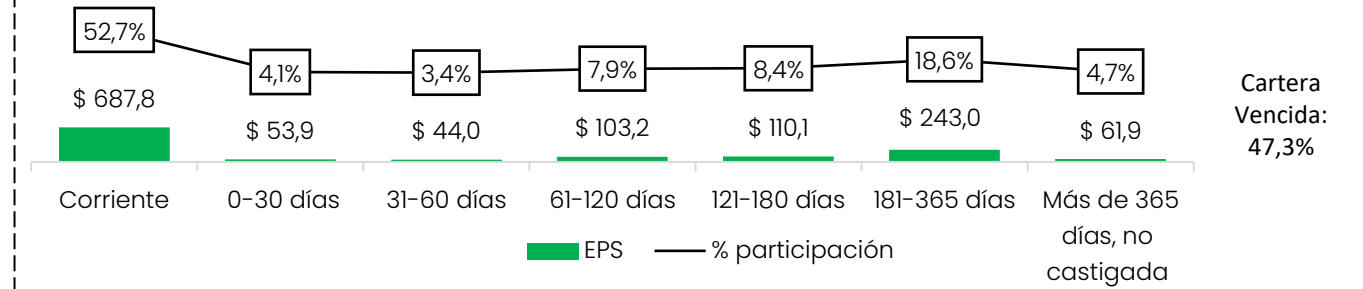 52,7%
4,1%
3,4%
7,9%
8,4%
18,6%
4,7%
$ 687,8
$ 53,9
$ 44,0
$ 103,2
$ 110,1
$ 243,0
$ 61,9
Corriente
0-30 días
31-60 días
61-120 días
121-180 días
181-365 días
Más de 365
días, no
castigada
EPS
% participación
Cartera
Vencida:
47,3%